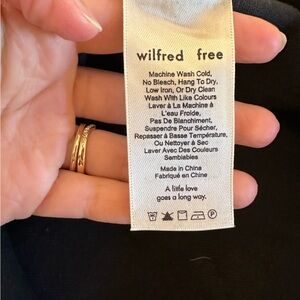 wilfred free
Machine Wash Cold,
No Bleach, Hang To Dry,
Low Iron, Or Dry Clean
Wash With Like Colours
Laver à La Machine à
L'eau Froide,
Pas De Blanchiment,
Suspendre Pour Sécher,
Repasser à Basse Température,
Ou Nettoyer à Sec
Laver Avec Des Couleurs
Semblables
Made in China
Fabriqué en Chine
A little love
goes a long way.